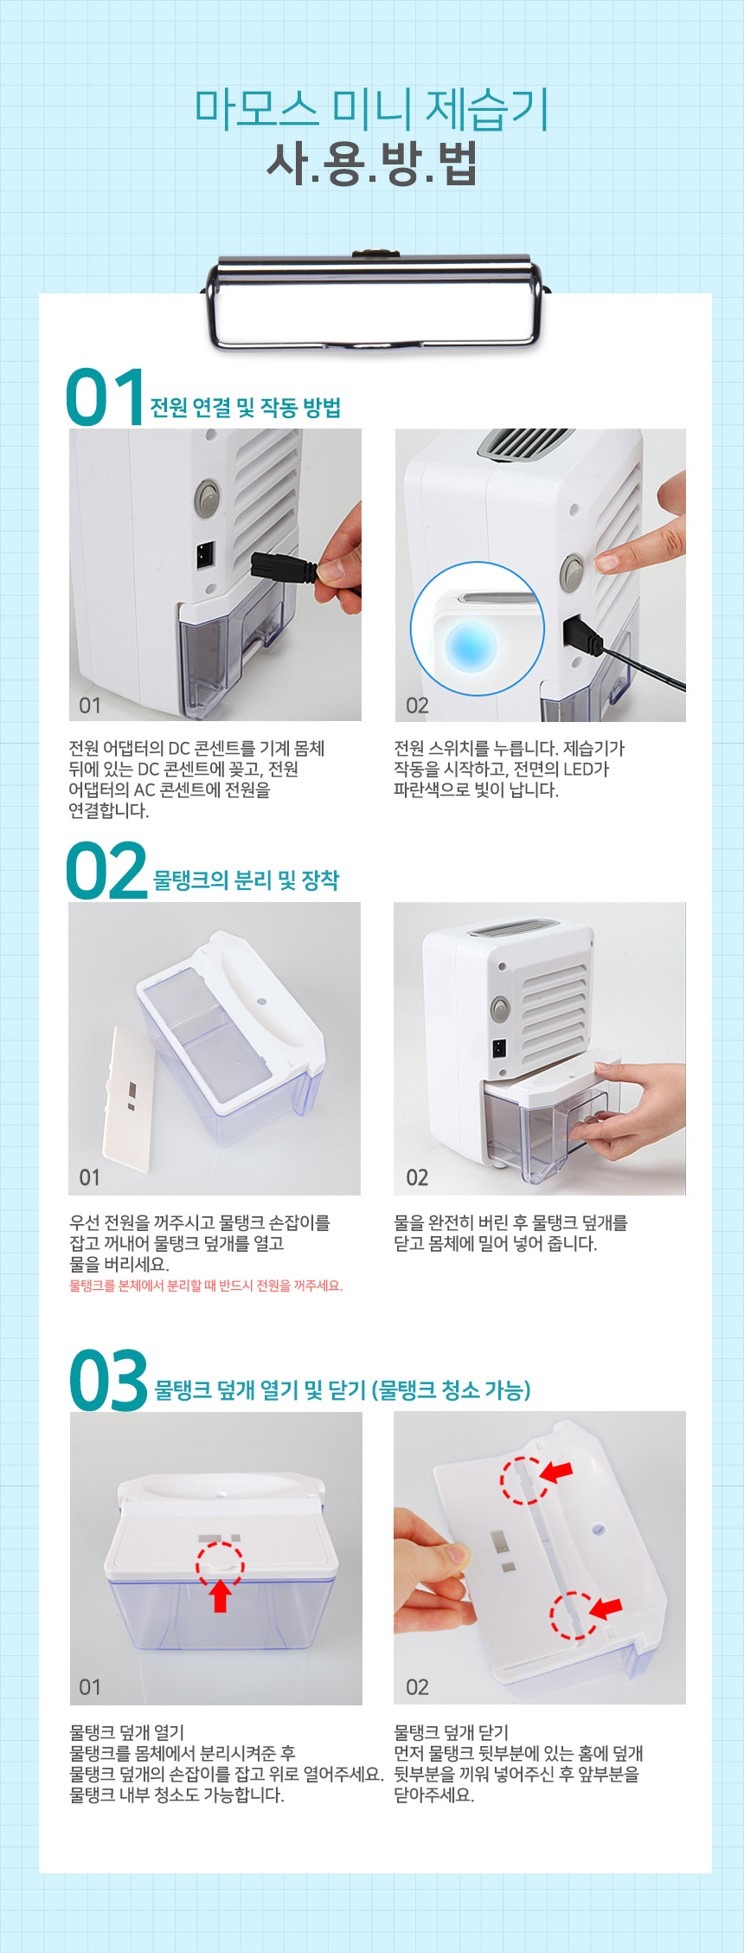 마모스 미니 제습기
사.용.방.법
01 전원 연결 및 작동 방법
01
전원 어댑터의 DC 콘센트를 기계 몸체
뒤에 있는 DC 콘센트에 꽂고, 전원
어댑터의 AC 콘센트에 전원을
연결합니다.
02
전원 스위치를 누릅니다. 제습기가
작동을 시작하고, 전면의 LED가
파란색으로 빛이 납니다.
02 물탱크의 분리 및 장착
01
우선 전원을 꺼주시고 물탱크 손잡이를
잡고 꺼내어 물탱크 덮개를 열고
물을 버리세요.
물탱크를 본체에서 분리할 때 반드시 전원을 꺼주세요.
02
물을 완전히 버린 후 물탱크 덮개를
닫고 몸체에 밀어 넣어 줍니다.
03 물탱크 덮개 열기 및 닫기 (물탱크 청소 가능)
01
물탱크 덮개 열기
물탱크를 몸체에서 분리시켜준 후
물탱크 덮개의 손잡이를 잡고 위로 열어주세요.
물탱크 내부 청소도 가능합니다.
02
물탱크 덮개 닫기
먼저 물탱크 뒷부분에 있는 홈에 덮개
뒷부분을 끼워 넣어주신 후 앞부분을
닫아주세요.